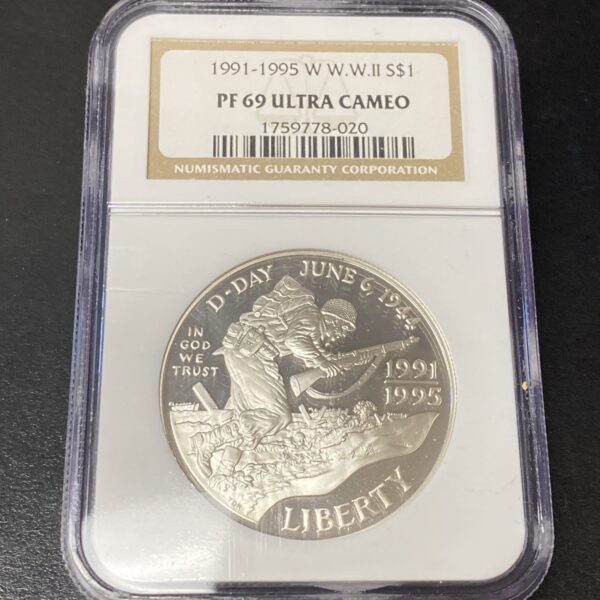 1991-1995 W W.W.II S$1
PF 69 ULTRA CAMEO
1759778-020
NUMISMATIC GUARANTY CORPORATION
D-DAY JUNE 6, 1944
IN
GOD
WE
TRUST
1991
1995
LIBERTY